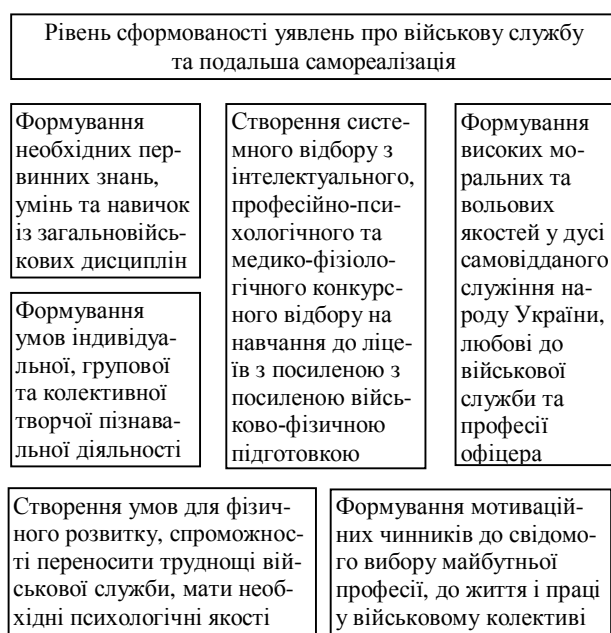 Рівень сформованості уявлень про військову службу
та подальша самореалізація
Формування
необхідних пер-
винних знань,
умінь та навичок
із загальновійсь-
кових дисциплін
Формування
умов індивідуа-
льної, групової
та колективної
творчої пізнава-
льної діяльності
Створення систе-
много відбору з
інтелектуального,
професійно-пси-
хологічного та
медико-фізіоло-
гічного конкурс-
ного відбору на
навчання до ліце-
їв з посиленою з
посиленою війсь-
ково-фізичною
підготовкою
Формування
високих мо-
ральних та
вольових
якостей у дусі
самовідданого
служіння на-
роду України,
любові до
військової
служби та
професії
офіцера
Створення умов для фізич-
ного розвитку, спроможнос-
ті переносити труднощі вій-
ськової служби, мати необ-
хідні психологічні якості
Формування мотивацій-
них чинників до свідомо-
го вибору майбутньої
професії, до життя і праці
у військовому колективі